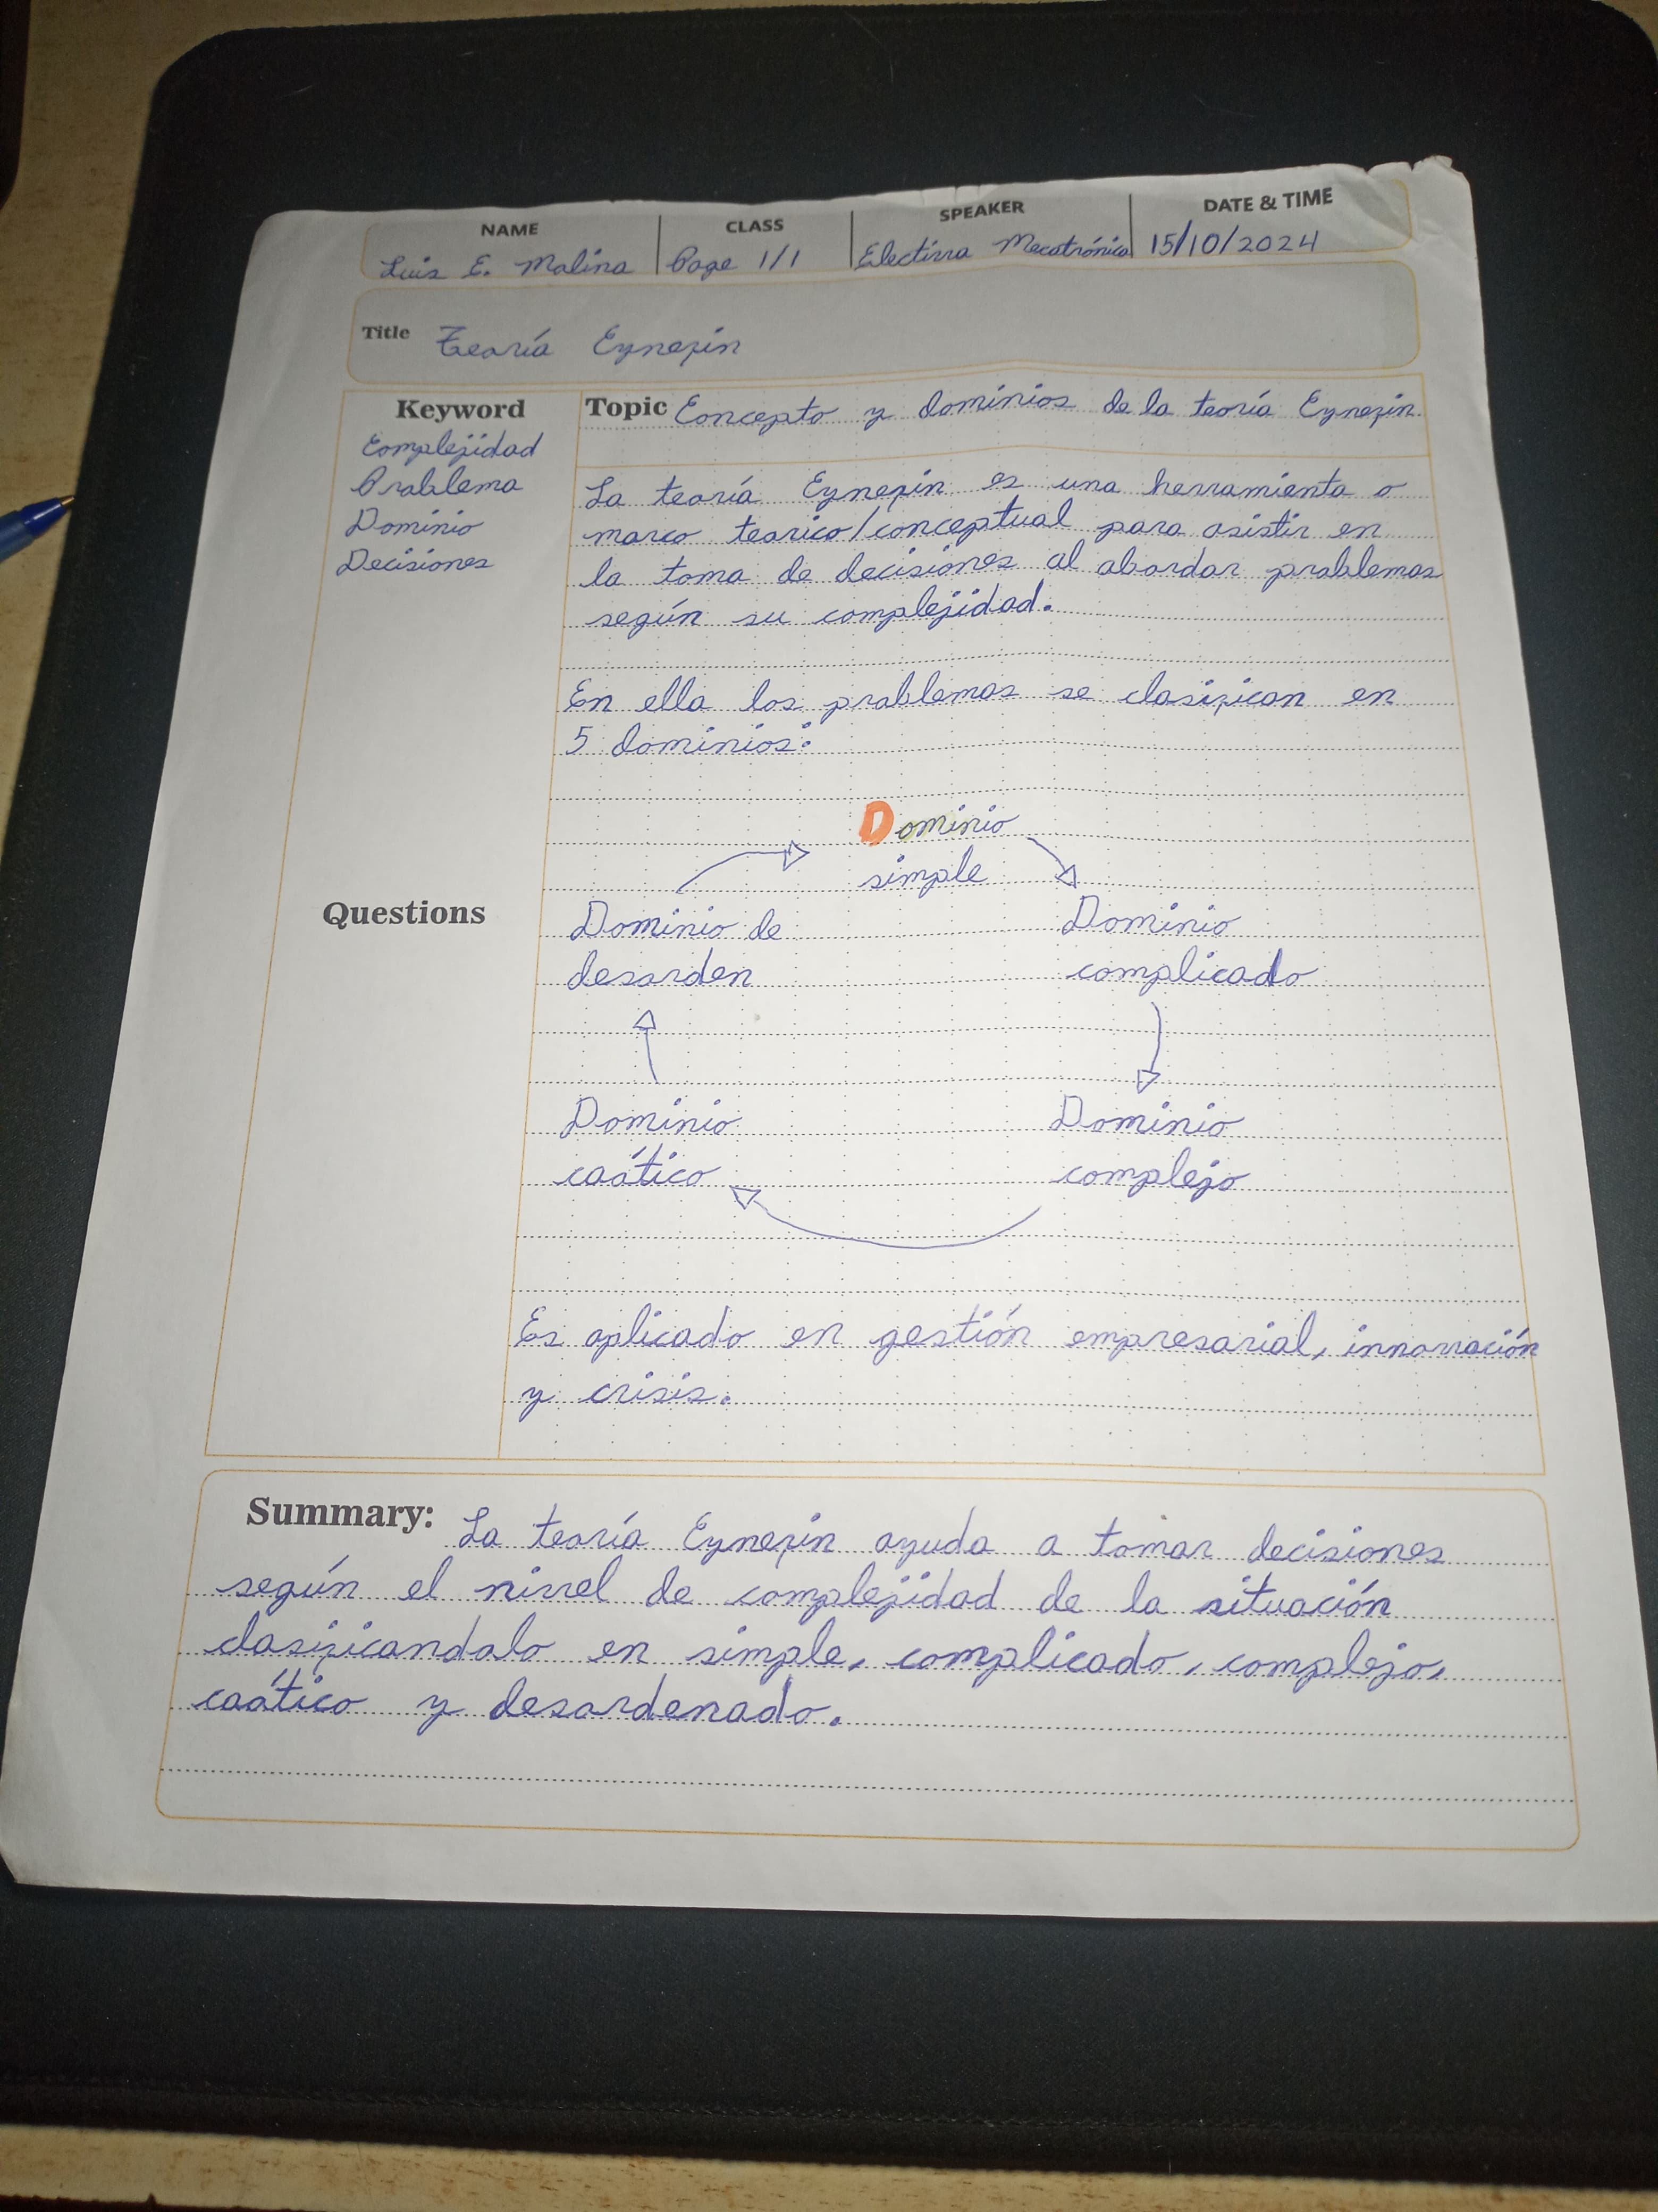 NAME CLASS SPEAKER DATE & TIME
Luis E. Molina Page 1/1 Electiva Mecatrónica 15/10/2024
Title Teoría Cynefin
Keyword
Complejidad
Problema
Dominio
Decisiones
Topic Concepto y dominios de la teoría Cynefin.
La teoría Cynefin es una herramienta o
marco teorico/conceptual para asistir en
la toma de decisiones al abordar problemas
según su complejidad.
En ella los problemas se clasifican en
5 dominios:
Dominio
simple
Dominio
complicado
Dominio
complejo
Dominio
caótico
Dominio de
desorden
Es aplicado en gestión empresarial, innovación
y crisis.
Questions
Summary: La teoría Cynefin ayuda a tomar decisiones
según el nivel de complejidad de la situación
clasificandolo en simple, complicado, complejo,
caótico y desordenado.